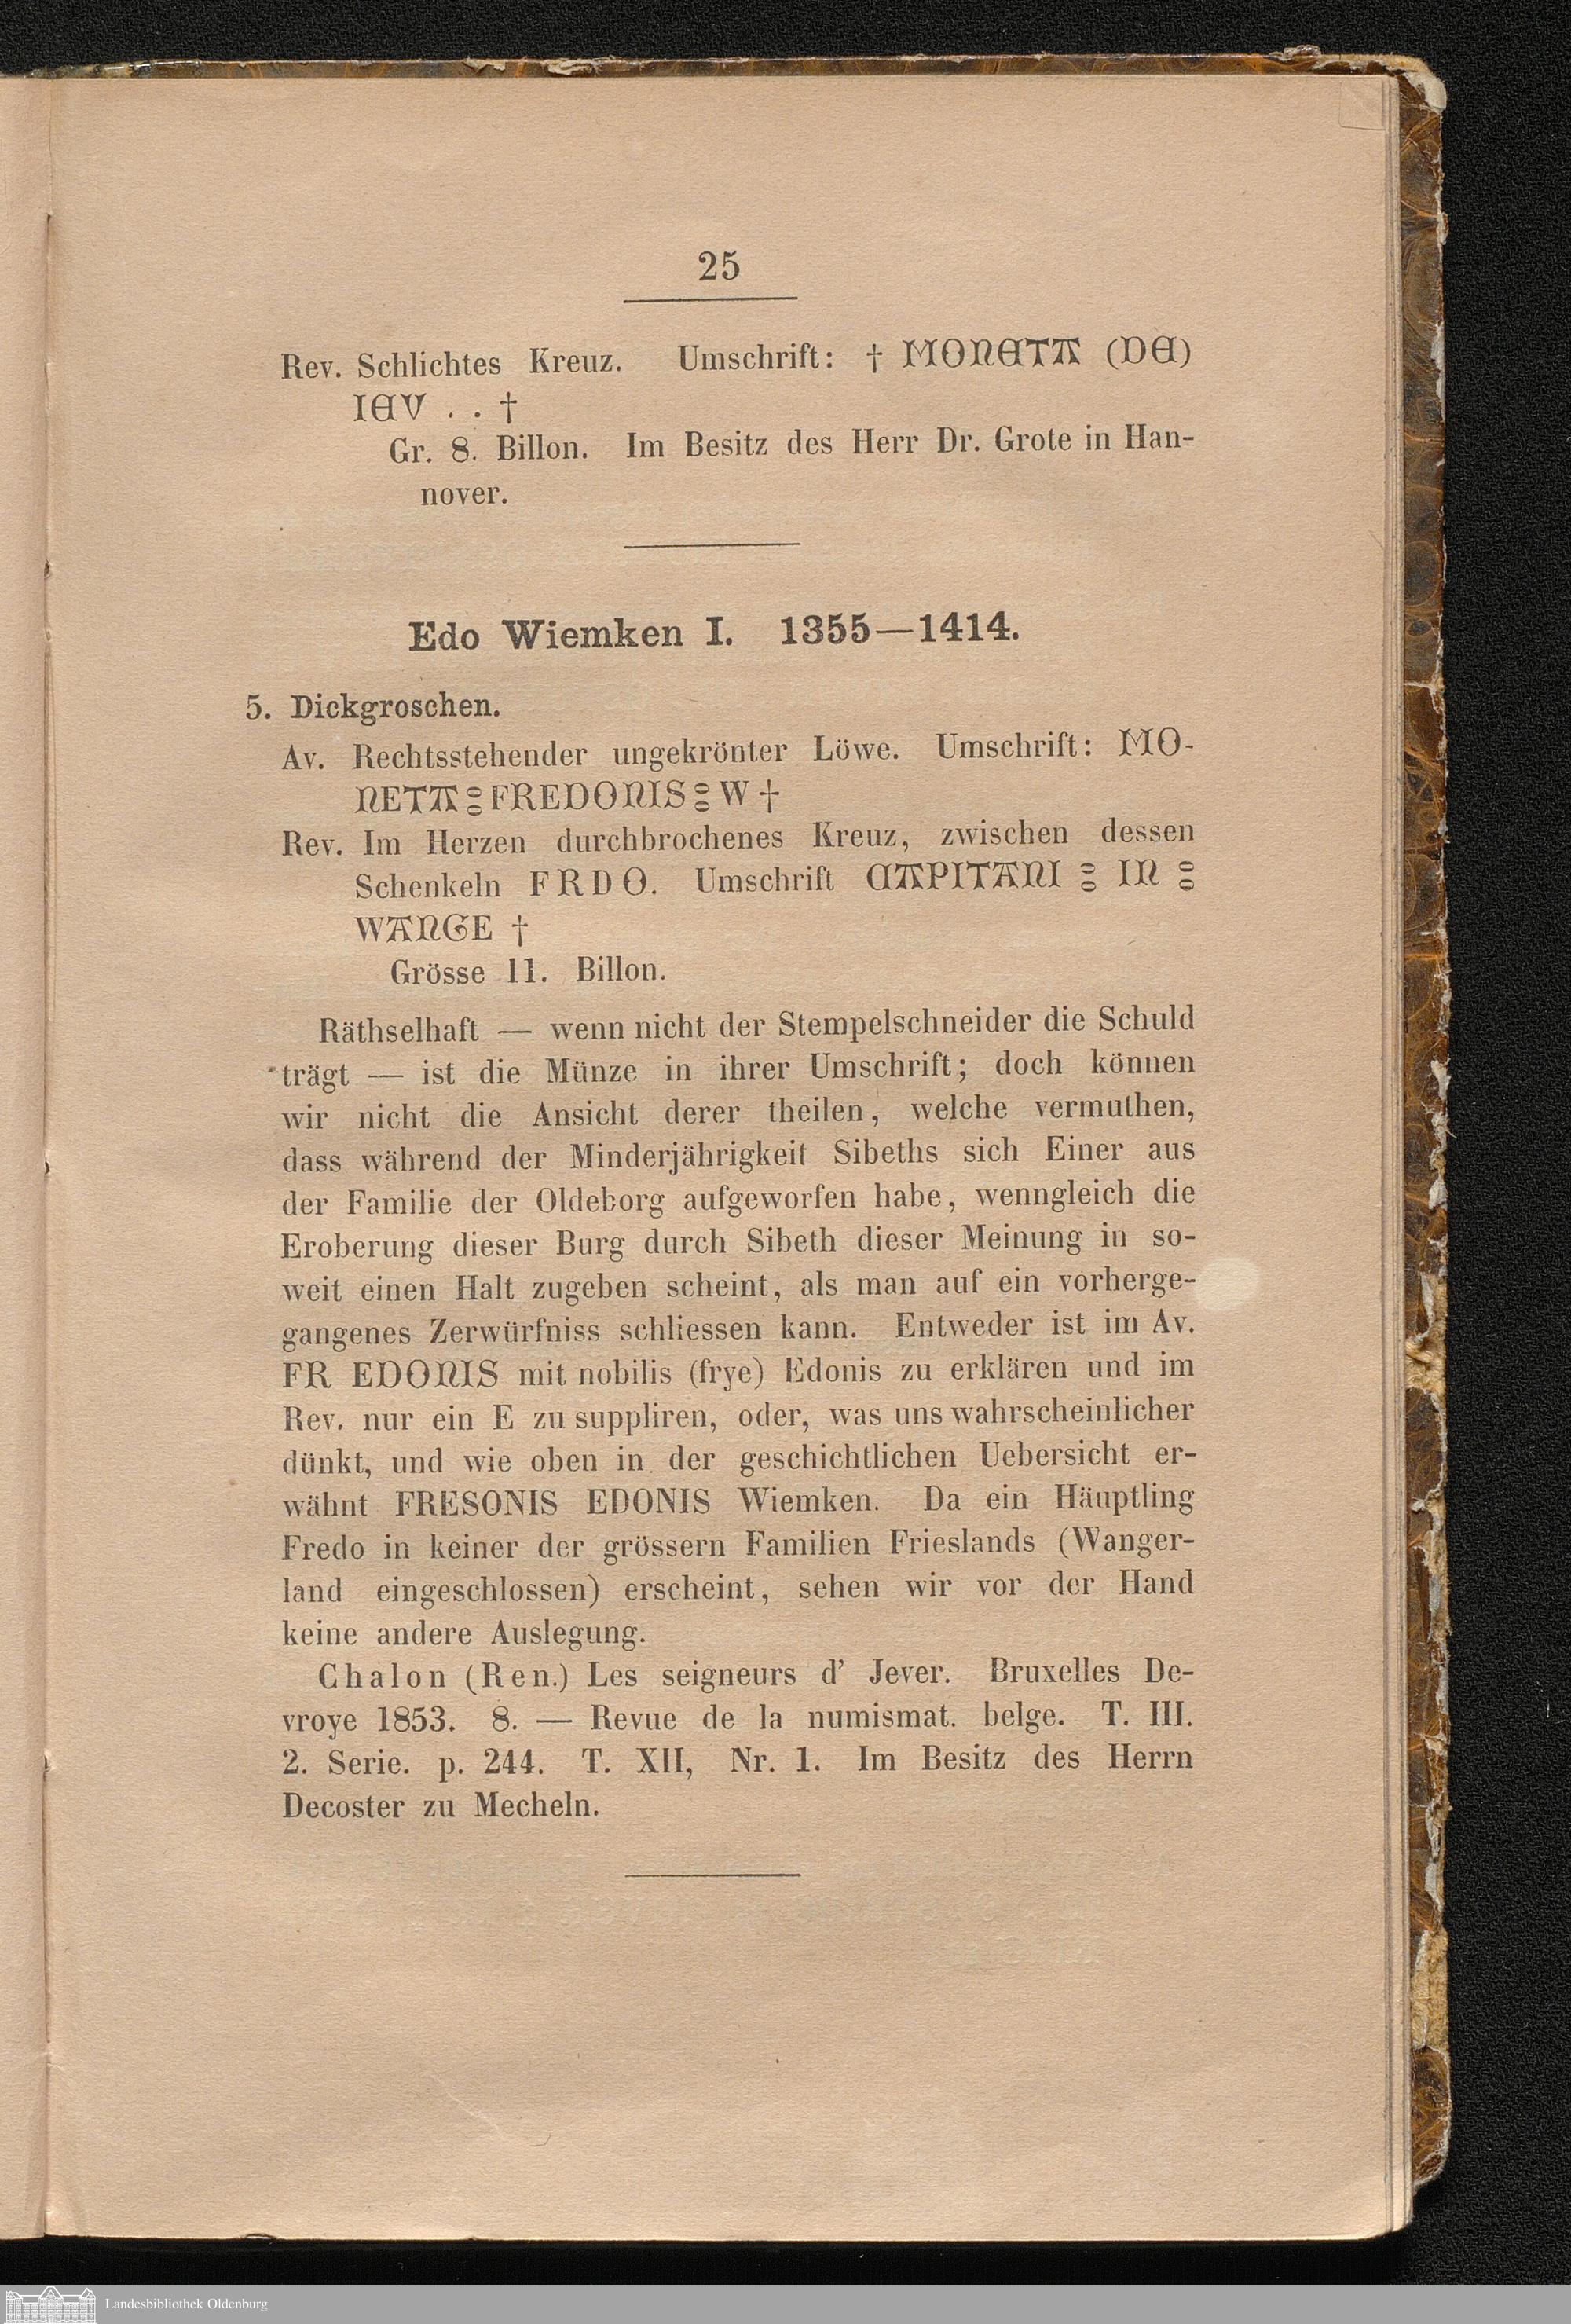 25
Rev. Schlichtes Kreuz. Umschrift: † MONETA (DE)
IEV . . †
Gr. 8. Billon. Im Besitz des Herr Dr. Grote in Han-
nover.
Edo Wiemken I. 1355—1414.
5. Dickgroschen.
Av. Rechtsstehender ungekrönter Löwe. Umschrift: MO-
NETA o/o FREDONIS o/o W †
Rev. Im Herzen durchbrochenes Kreuz, zwischen dessen
Schenkeln FRDO. Umschrift CAPITANI o/o IN o/o
WANGE †
Grösse 11. Billon.
Räthselhaft — wenn nicht der Stempelschneider die Schuld
trägt — ist die Münze in ihrer Umschrift; doch können
wir nicht die Ansicht derer theilen, welche vermuthen,
dass während der Minderjährigkeit Sibeths sich Einer aus
der Familie der Oldeborg aufgeworfen habe, wenngleich die
Eroberung dieser Burg durch Sibeth dieser Meinung in so-
weit einen Halt zugeben scheint, als man auf ein vorherge-
gangenes Zerwürfniss schliessen kann. Entweder ist im Av.
FR EDONIS mit nobilis (frye) Edonis zu erklären und im
Rev. nur ein E zu suppliren, oder, was uns wahrscheinlicher
dünkt, und wie oben in der geschichtlichen Uebersicht er-
wähnt FRESONIS EDONIS Wiemken. Da ein Häuptling
Fredo in keiner der grössern Familien Frieslands (Wanger-
land eingeschlossen) erscheint, sehen wir vor der Hand
keine andere Auslegung.
Chalon (Ren.) Les seigneurs d' Jever. Bruxelles De-
vroye 1853. 8. — Revue de la numismat. belge. T. III.
2. Serie. p. 244. T. XII, Nr. 1. Im Besitz des Herrn
Decoster zu Mecheln.
Landesbibliothek Oldenburg